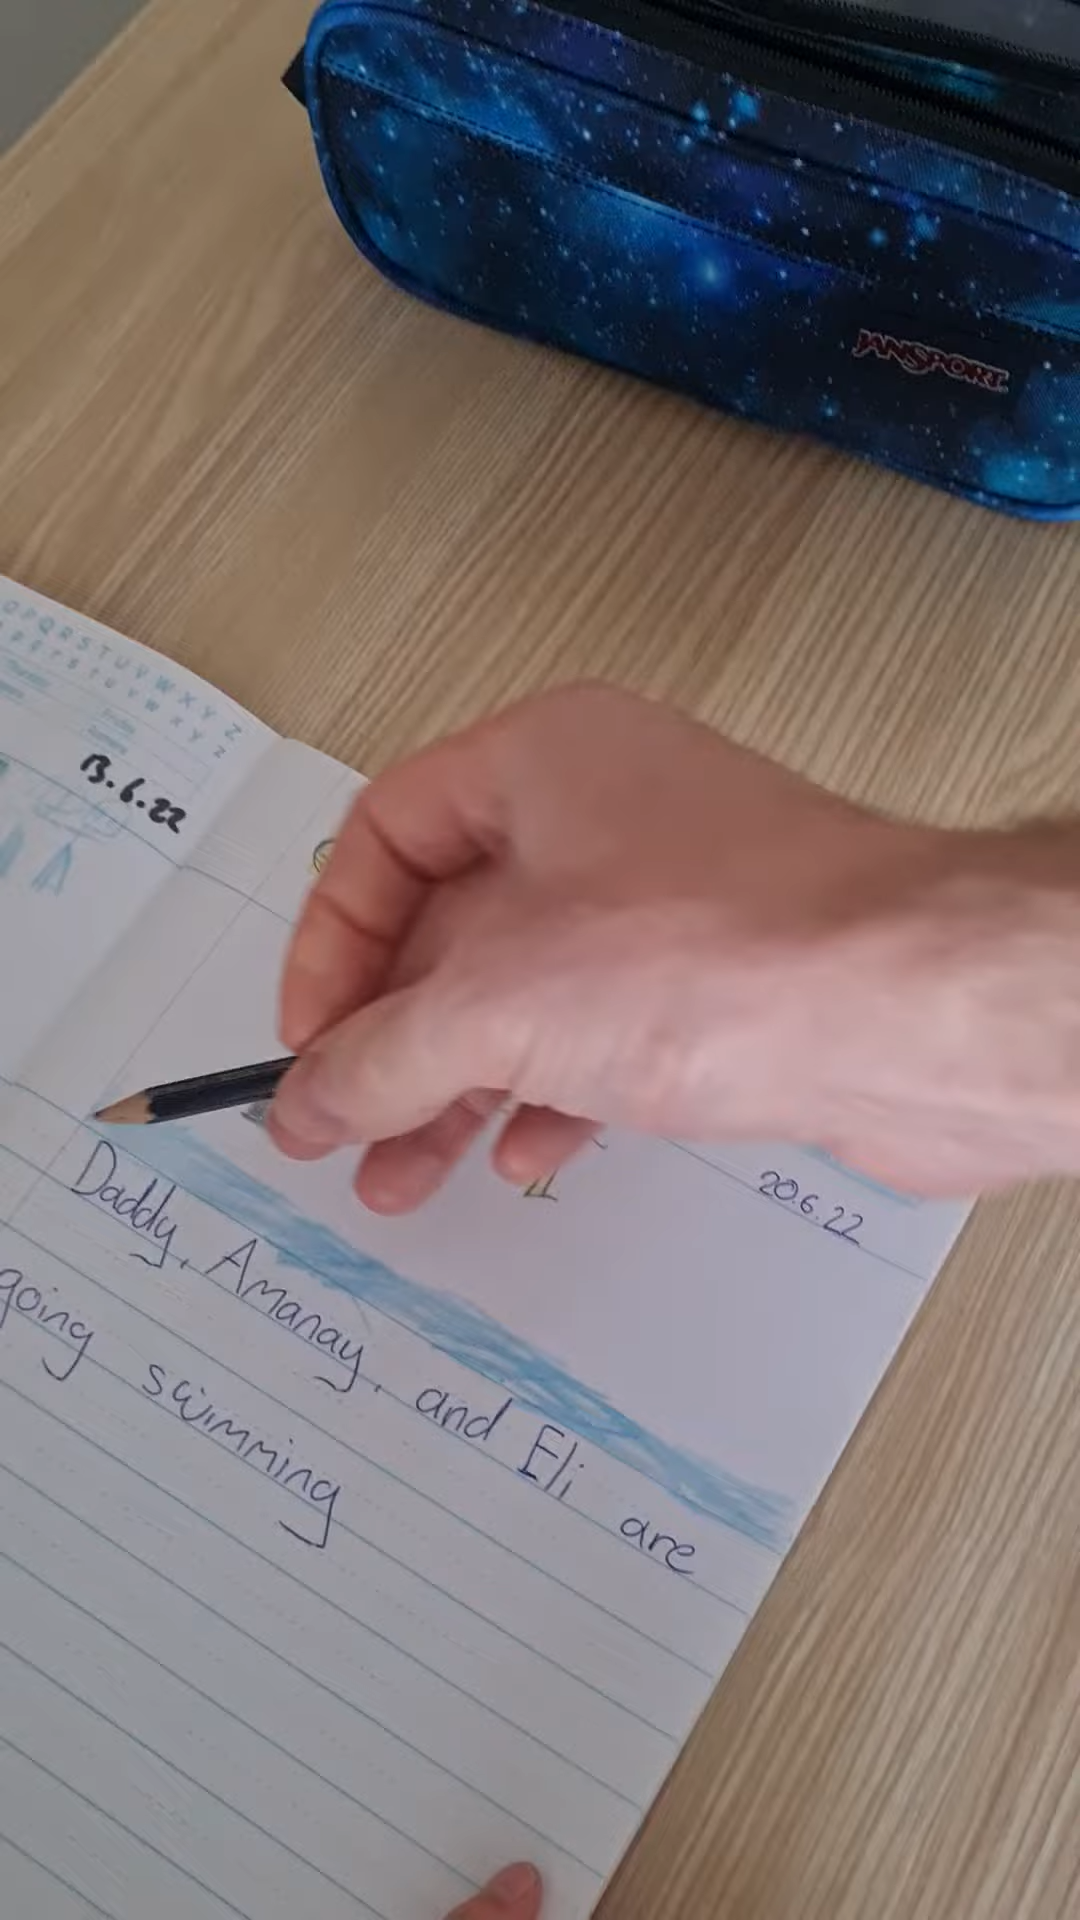 JANSPORT
O P Q R S T U V W X Y Z
p q r s t u v w x y z
13.6.22
20.6.22
Daddy, Amanay, and Eli are
going swimming